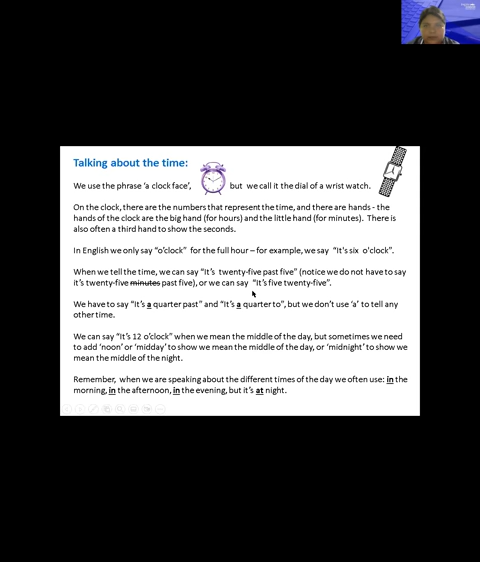 Talking about the time:
We use the phrase 'a clock face', but we call it the dial of a wrist watch.
On the clock, there are the numbers that represent the time, and there are hands - the
hands of the clock are the big hand (for hours) and the little hand (for minutes). There is
also often a third hand to show the seconds.
In English we only say "o'clock" for the full hour – for example, we say "It's six o'clock".
When we tell the time, we can say "It's twenty-five past five" (notice we do not have to say
it's twenty-five minutes past five), or we can say "It's five twenty-five".
We have to say "It's a quarter past" and "It's a quarter to", but we don't use 'a' to tell any
other time.
We can say "It's 12 o'clock" when we mean the middle of the day, but sometimes we need
to add 'noon' or 'midday' to show we mean the middle of the day, or 'midnight' to show we
mean the middle of the night.
Remember, when we are speaking about the different times of the day we often use: in the
morning, in the afternoon, in the evening, but it's at night.